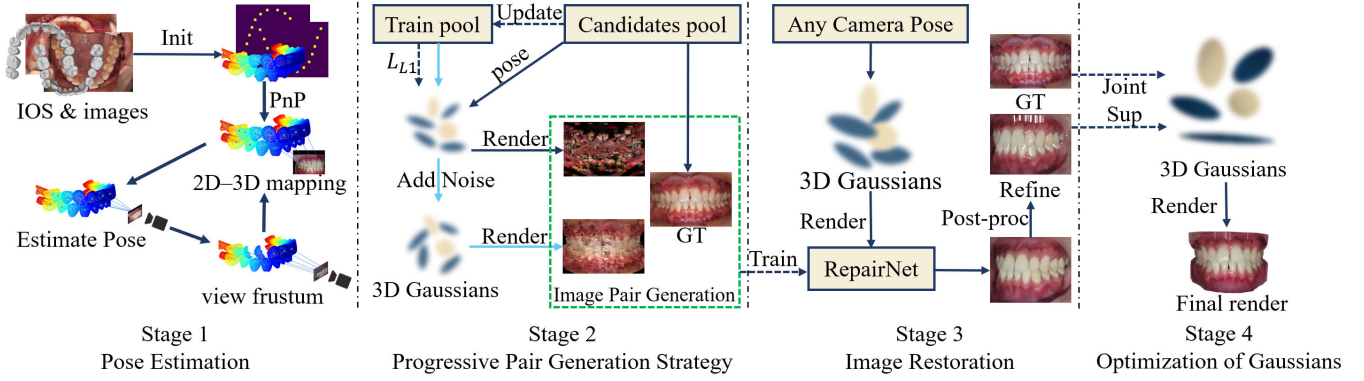 Init
IOS & images
PnP
2D–3D mapping
Estimate Pose
view frustum
Stage 1
Pose Estimation
Train pool
Update
Candidates pool
L_{L1}
pose
Render
Add Noise
Render
GT
3D Gaussians
Image Pair Generation
Stage 2
Progressive Pair Generation Strategy
Train
Any Camera Pose
3D Gaussians
Render
RepairNet
GT
Refine
Post-proc
Stage 3
Image Restoration
Joint
Sup
3D Gaussians
Render
Final render
Stage 4
Optimization of Gaussians